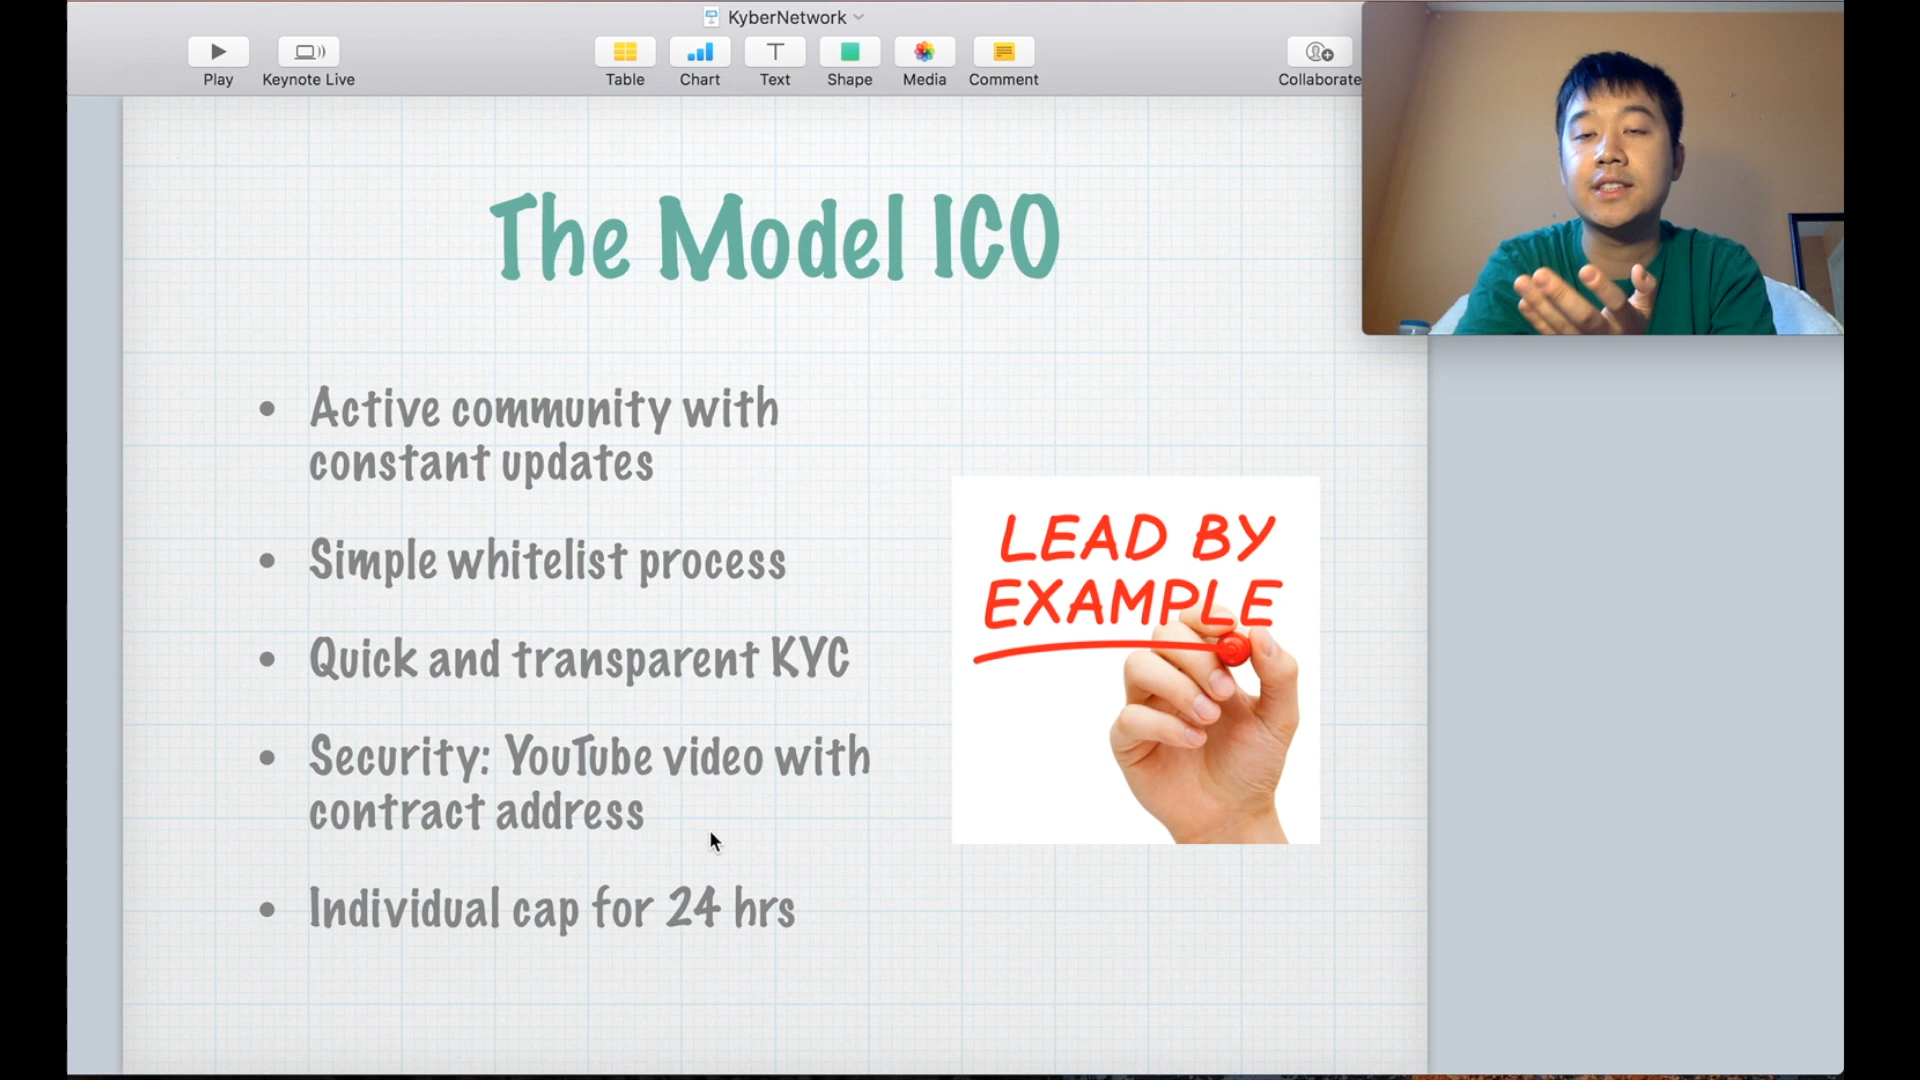 KyberNetwork
Play
Keynote Live
Table
Chart
Text
Shape
Media
Comment
Collaborate
The Model ICO
• Active community with
constant updates
• Simple whitelist process
• Quick and transparent KYC
• Security: YouTube video with
contract address
• Individual cap for 24 hrs
LEAD BY
EXAMPLE